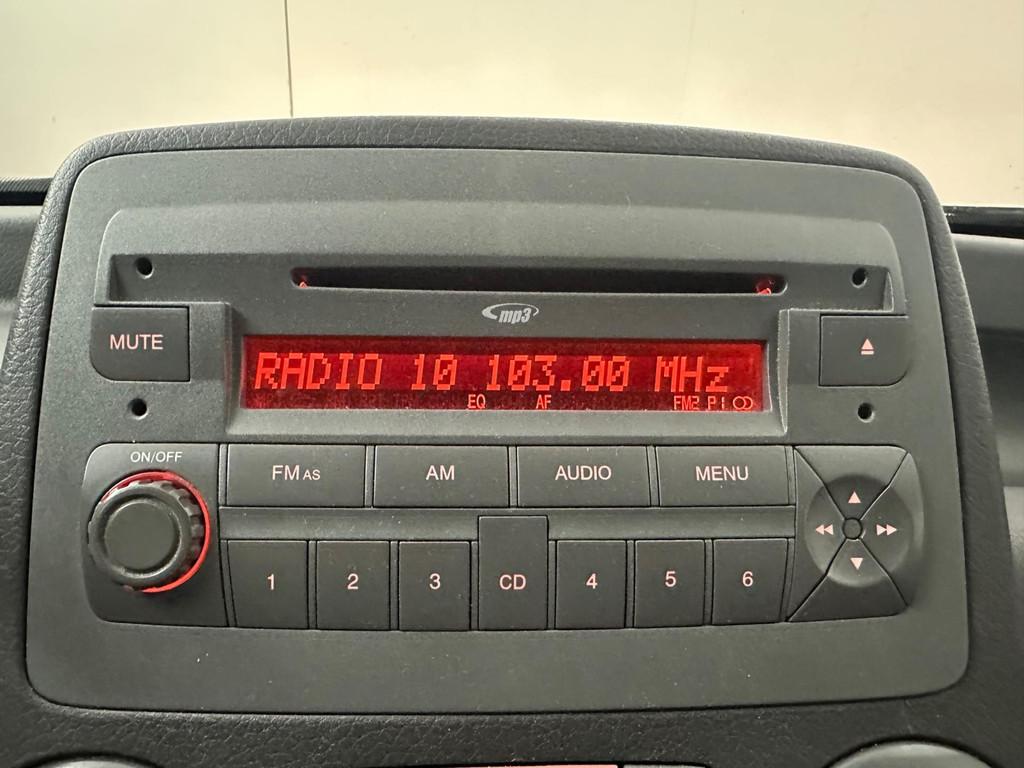 mp3
MUTE
RADIO 10 103.00 MHz
EQ AF FM2 P1
ON/OFF
FM AS AM AUDIO MENU
1 2 3 CD 4 5 6